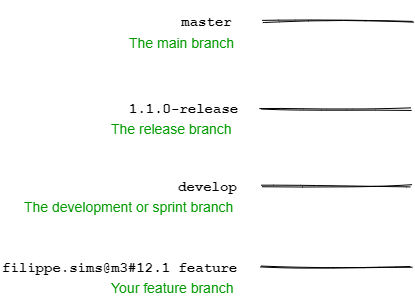 master
The main branch
1.1.0-release
The release branch
develop
The development or sprint branch
filippe.sims@m3#12.1 feature
Your feature branch